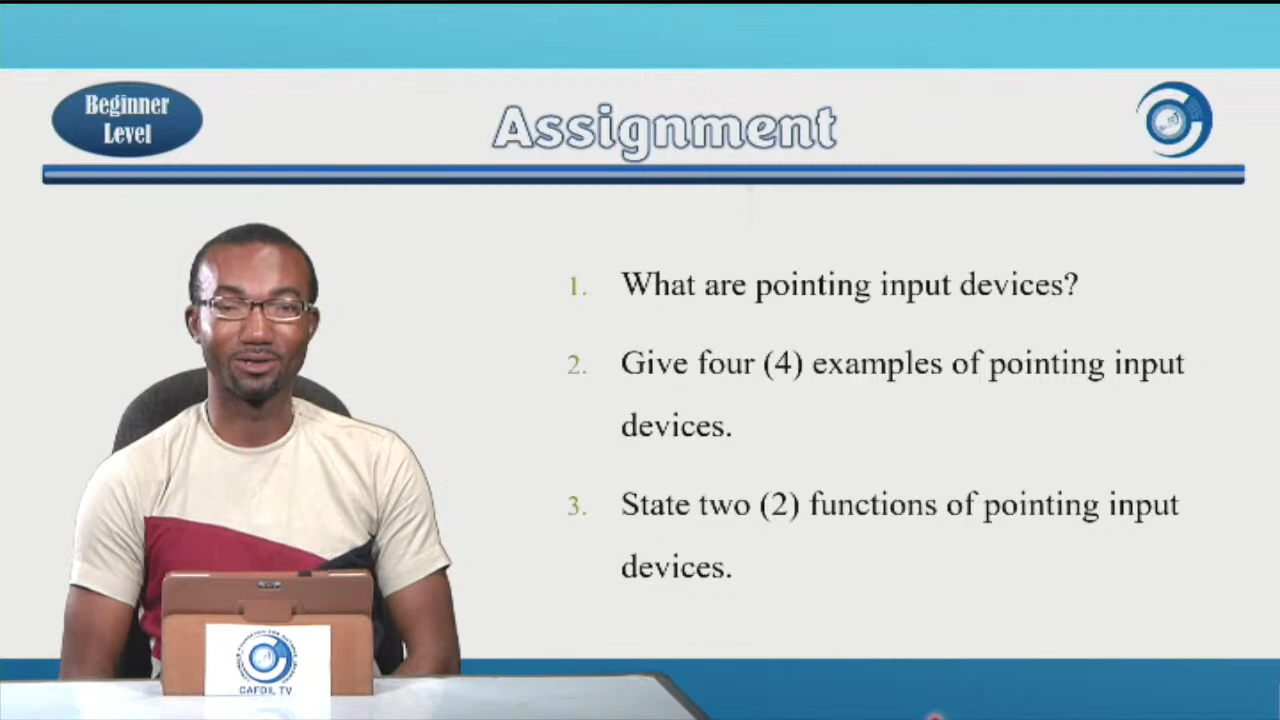 Beginner
Level
Assignment
1. What are pointing input devices?
2. Give four (4) examples of pointing input
devices.
3. State two (2) functions of pointing input
devices.
CAFDIL TV